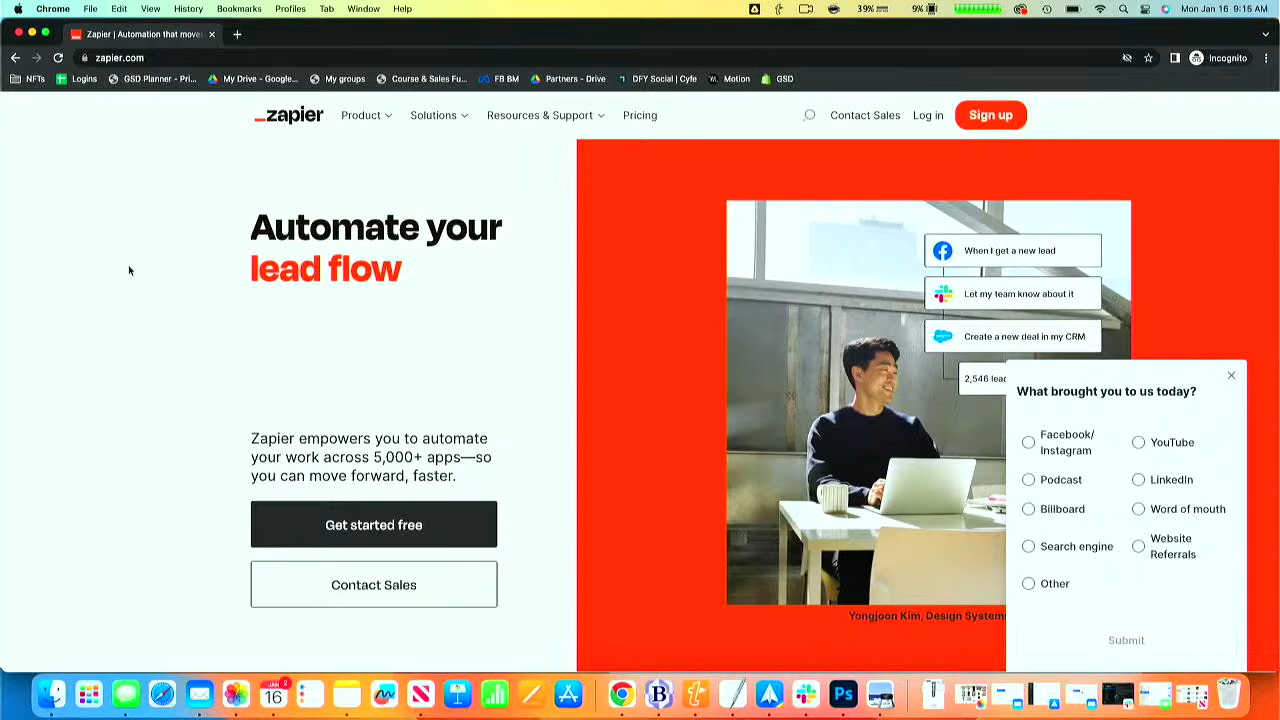 Chrome File Edit View History Bookmarks Profiles Tab Window Help 39% 9% Mon Jan 16 9:15 AM
Zapier | Automation that move
zapier.com Incognito
NFTs Logins GSD Planner - Pri... My Drive - Google... My groups Course & Sales Fu... FB BM Partners - Drive DFY Social | Cyfe Motion GSD
zapier Product Solutions Resources & Support Pricing Contact Sales Log in Sign up
Automate your
lead flow
When I get a new lead
Let my team know about it
Create a new deal in my CRM
2,546 lead
Zapier empowers you to automate
your work across 5,000+ apps—so
you can move forward, faster.
Get started free
Contact Sales
Yongjoon Kim, Design System
What brought you to us today?
Facebook/
Instagram
YouTube
Podcast
LinkedIn
Billboard
Word of mouth
Search engine
Website
Referrals
Other
Submit
JAN
16
2
Ps